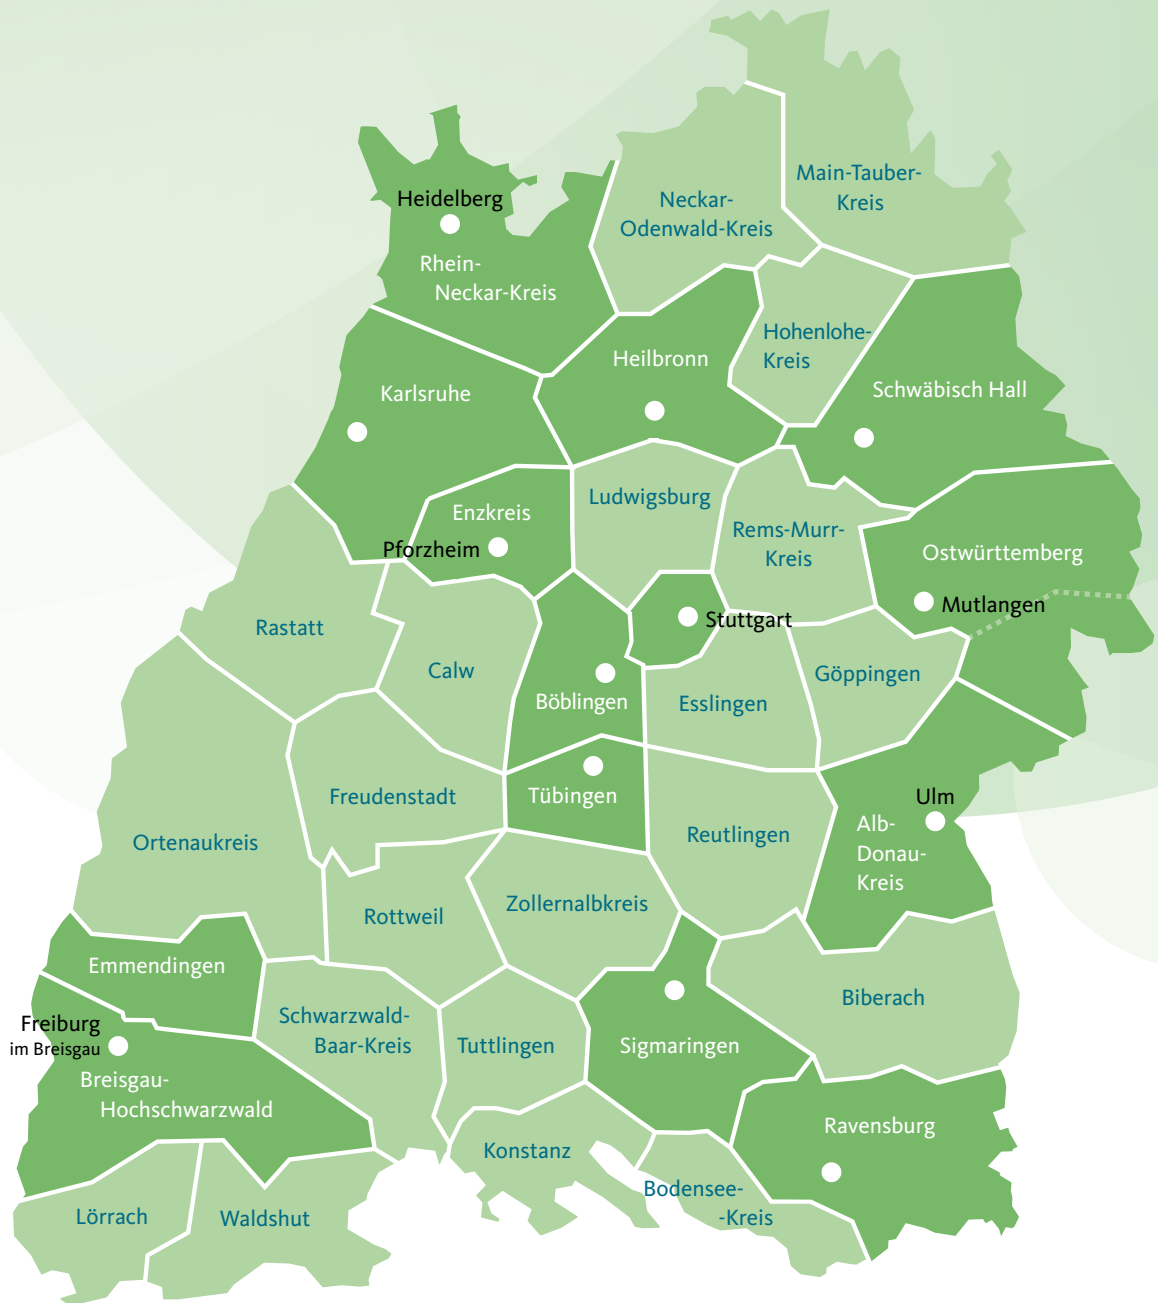 Main-Tauber-
Kreis
Neckar-
Odenwald-Kreis
Heidelberg
Rhein-
Neckar-Kreis
Hohenlohe-
Kreis
Heilbronn
Karlsruhe
Schwäbisch Hall
Ludwigsburg
Enzkreis
Pforzheim
Rems-Murr-
Kreis
Ostwürttemberg
Mutlangen
Stuttgart
Rastatt
Calw
Böblingen
Esslingen
Göppingen
Freudenstadt
Tübingen
Reutlingen
Ulm
Alb-
Donau-
Kreis
Ortenaukreis
Rottweil
Zollernalbkreis
Emmendingen
Biberach
Freiburg
im Breisgau
Schwarzwald-
Baar-Kreis
Tuttlingen
Sigmaringen
Breisgau-
Hochschwarzwald
Ravensburg
Konstanz
Bodensee-
-Kreis
Lörrach
Waldshut